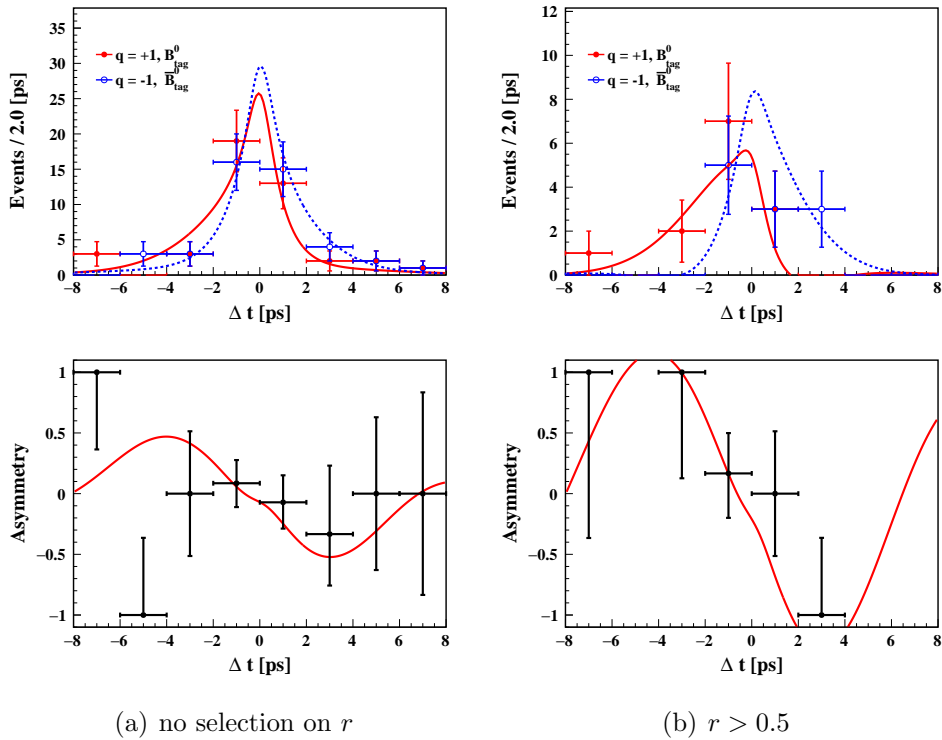 Events / 2.0 [ps]
q = +1, B⁰tag
q = -1, B̅⁰tag
35
30
25
20
15
10
5
0
−8 −6 −4 −2 0 2 4 6 8
Δ t [ps]
Events / 2.0 [ps]
q = +1, B⁰tag
q = -1, B̅⁰tag
12
10
8
6
4
2
0
−8 −6 −4 −2 0 2 4 6 8
Δ t [ps]
Asymmetry
1
0.5
0
−0.5
−1
−8 −6 −4 −2 0 2 4 6 8
Δ t [ps]
Asymmetry
1
0.5
0
−0.5
−1
−8 −6 −4 −2 0 2 4 6 8
Δ t [ps]
(a) no selection on r
(b) r > 0.5